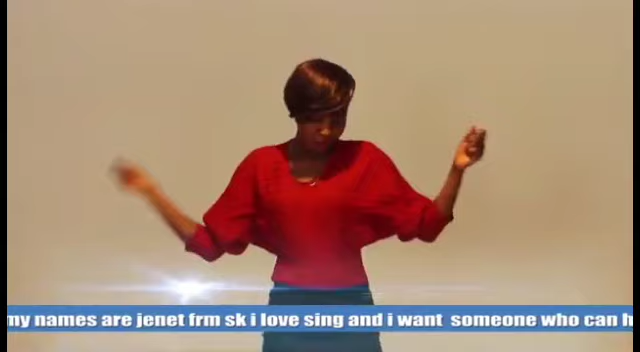 my names are jenet frm sk i love sing and i want someone who can